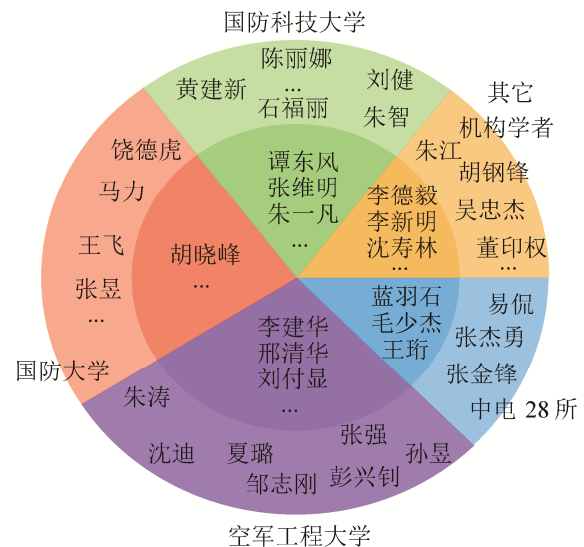 国防科技大学
陈丽娜
黄建新
...
刘健
石福丽
朱智
谭东风
张维明
朱一凡
...
其它
机构学者
朱江
胡钢锋
吴忠杰
董印权
...
李德毅
李新明
沈寿林
...
饶德虎
马力
王飞
张昱
...
胡晓峰
...
国防大学
蓝羽石
毛少杰
王珩
易侃
张杰勇
张金锋
中电 28 所
李建华
邢清华
刘付显
...
朱涛
沈迪
夏璐
邹志刚
张强
彭兴钊
孙昱
空军工程大学